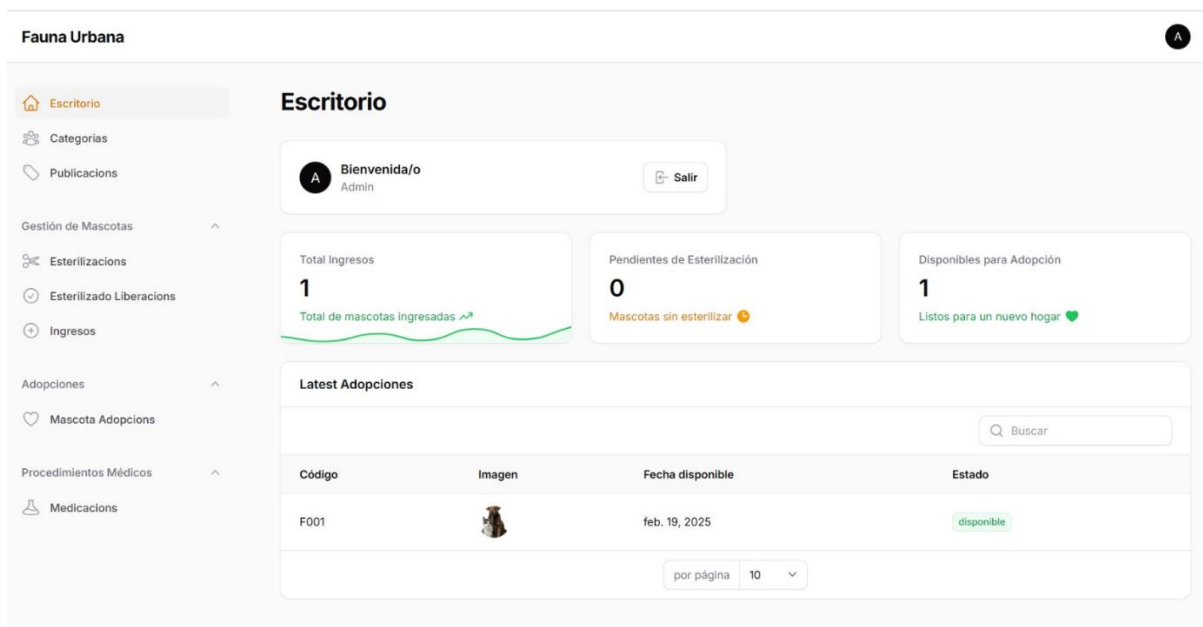 Fauna Urbana
A
Escritorio
Categorias
Publicacions
Gestión de Mascotas
Esterilizacions
Esterilizado Liberacions
Ingresos
Adopciones
Mascota Adopcions
Procedimientos Médicos
Medicacions
Escritorio
A
Bienvenida/o
Admin
Salir
Total Ingresos
1
Total de mascotas ingresadas
Pendientes de Esterilización
0
Mascotas sin esterilizar
Disponibles para Adopción
1
Listos para un nuevo hogar
Latest Adopciones
Buscar
Código Imagen Fecha disponible Estado
F001 feb. 19, 2025 disponible
por página 10